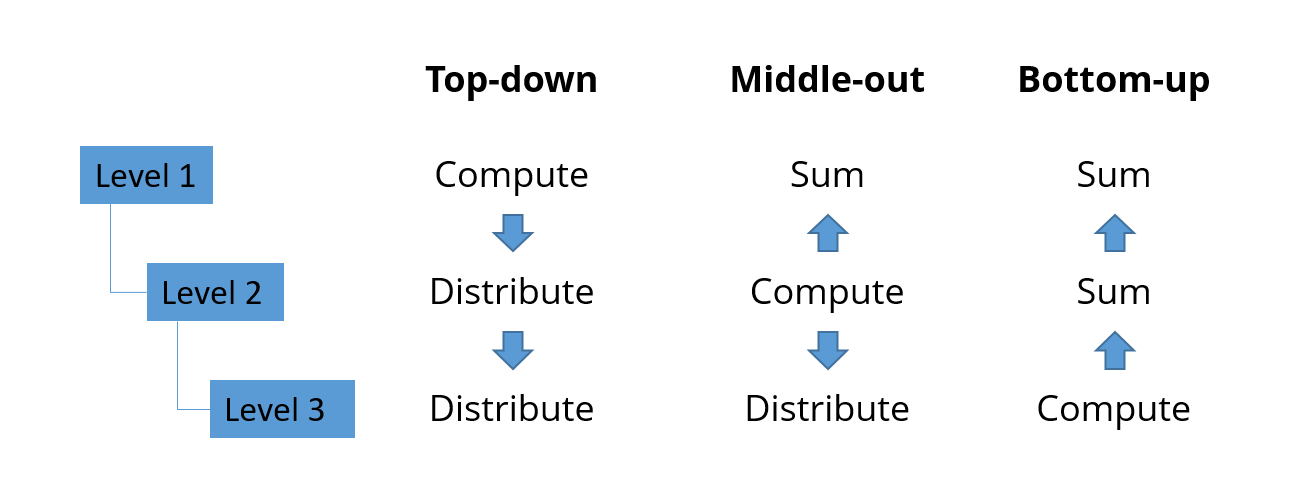 Top-down Middle-out Bottom-up
Level 1 Compute Sum Sum
Level 2 Distribute Compute Sum
Level 3 Distribute Distribute Compute